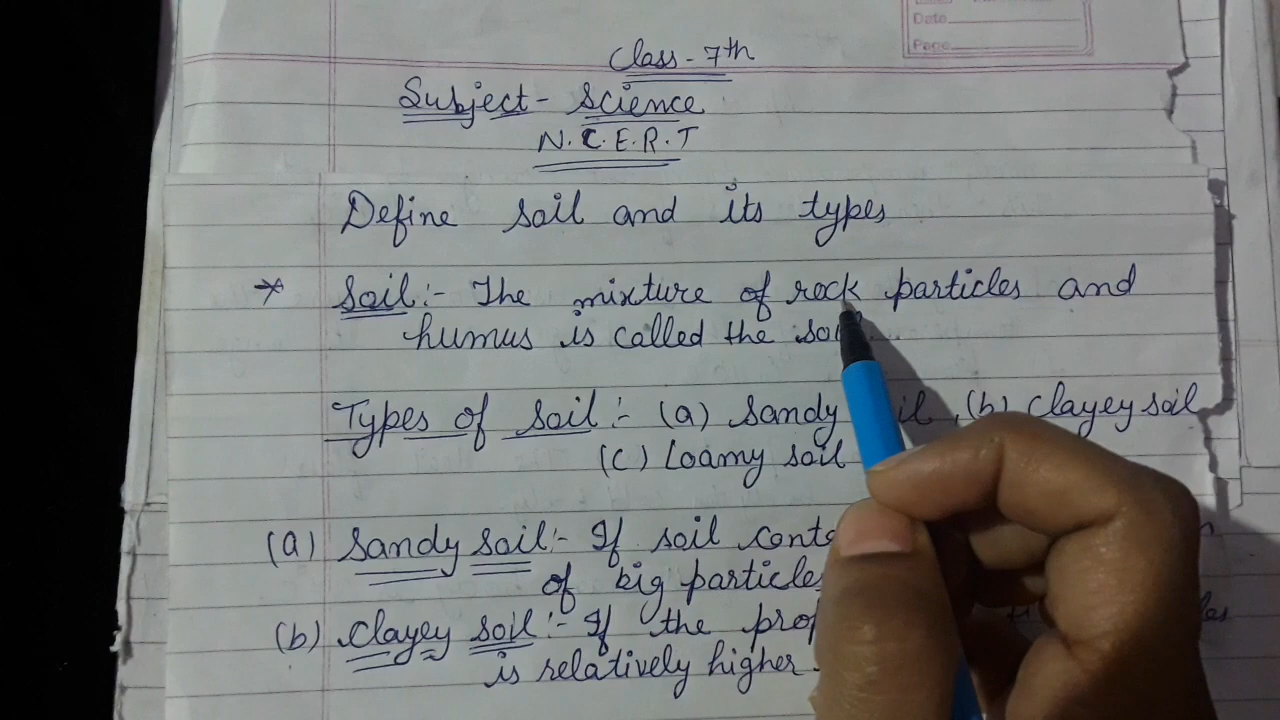 Date
Page
Class - 7th
Subject - Science
N.C.E.R.T
Define soil and its types
* Soil :- The mixture of rock particles and
humus is called the soil
Types of soil :- (a) Sandy soil, (b) clayey soil
(c) Loamy soil
(a) Sandy soil :- If soil
of big particles
(b) Clayey soil :- If the
is relatively higher